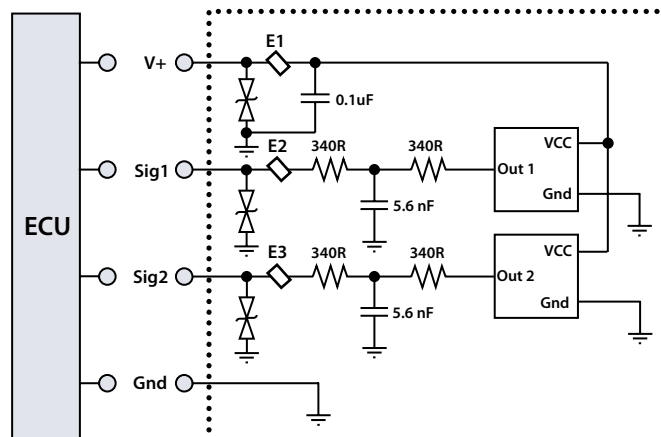 E1
V+
0.1uF
E2
340R
340R
VCC
Sig1
Out 1
5.6 nF
Gnd
ECU
E3
340R
340R
VCC
Sig2
Out 2
5.6 nF
Gnd
Gnd